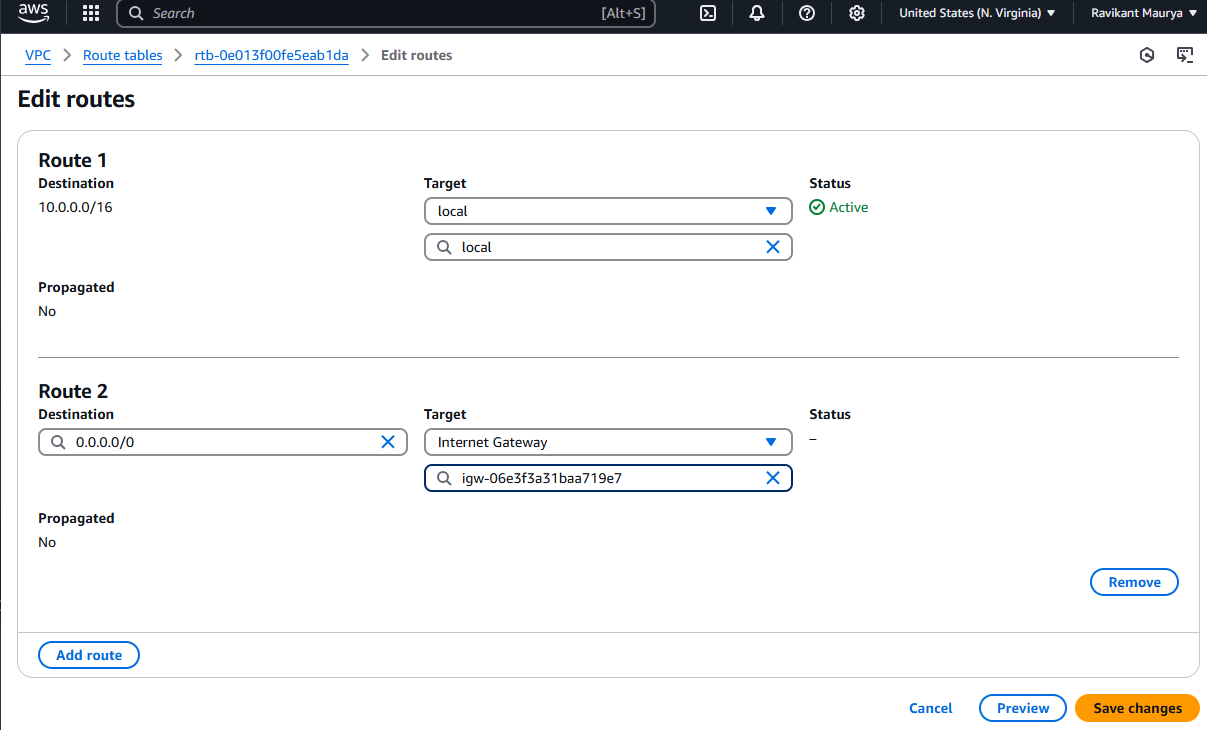 aws
Search [Alt+S]
United States (N. Virginia)
Ravikant Maurya
VPC > Route tables > rtb-0e013f00fe5eab1da > Edit routes
Edit routes
Route 1
Destination
10.0.0.0/16
Target
local
local
Status
Active
Propagated
No
Route 2
Destination
0.0.0.0/0
Target
Internet Gateway
igw-06e3f3a31baa719e7
Status
–
Propagated
No
Remove
Add route
Cancel
Preview
Save changes